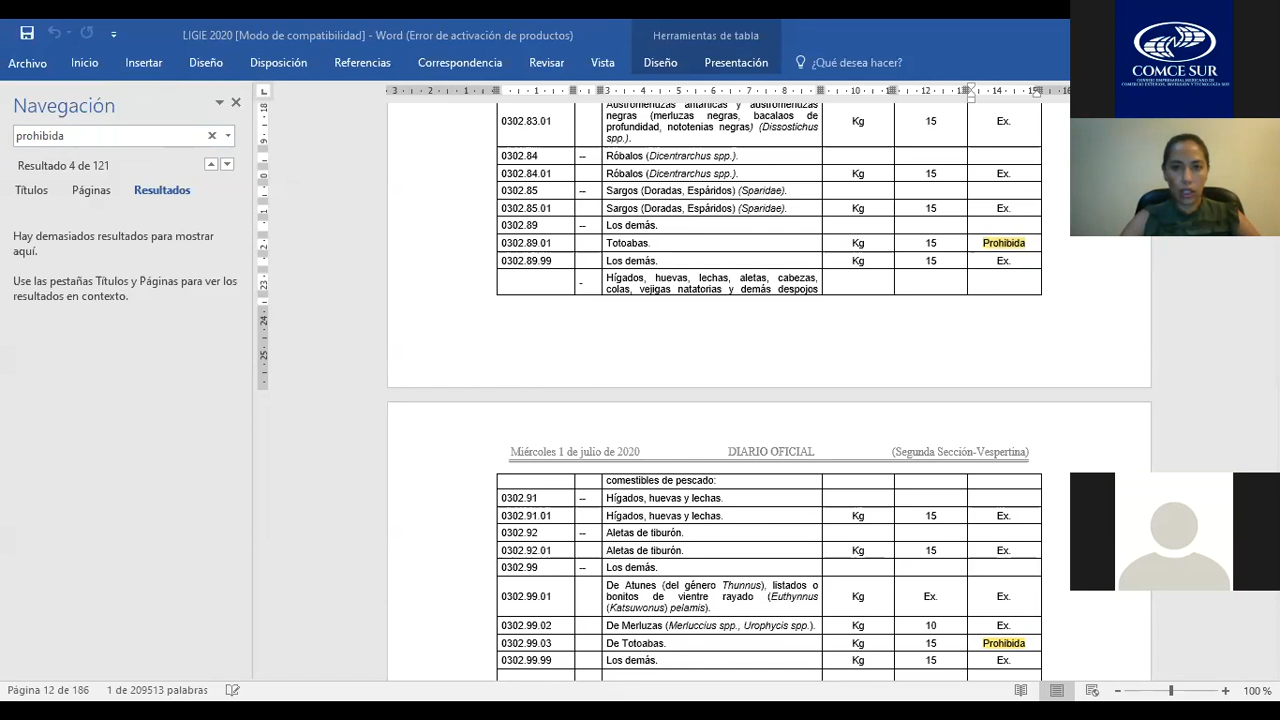 LIGIE 2020 [Modo de compatibilidad] - Word (Error de activación de productos)
Herramientas de tabla
Archivo Inicio Insertar Diseño Disposición Referencias Correspondencia Revisar Vista Diseño Presentación ¿Qué desea hacer?
Navegación
prohibida
Resultado 4 de 121
Títulos Páginas Resultados
Hay demasiados resultados para mostrar
aquí.
Use las pestañas Títulos y Páginas para ver los
resultados en contexto.
Austromerluzas antárticas y austromerluzas
negras (merluzas negras, bacalaos de
0302.83.01 profundidad, nototenias negras) (Dissostichus Kg 15 Ex.
spp.).
0302.84 -- Róbalos (Dicentrarchus spp.).
0302.84.01 Róbalos (Dicentrarchus spp.). Kg 15 Ex.
0302.85 -- Sargos (Doradas, Espáridos) (Sparidae).
0302.85.01 Sargos (Doradas, Espáridos) (Sparidae). Kg 15 Ex.
0302.89 -- Los demás.
0302.89.01 Totoabas. Kg 15 Prohibida
0302.89.99 Los demás. Kg 15 Ex.
- Hígados, huevas, lechas, aletas, cabezas,
colas, vejigas natatorias y demás despojos
Miércoles 1 de julio de 2020 DIARIO OFICIAL (Segunda Sección-Vespertina)
comestibles de pescado:
0302.91 -- Hígados, huevas y lechas.
0302.91.01 Hígados, huevas y lechas. Kg 15 Ex.
0302.92 -- Aletas de tiburón.
0302.92.01 Aletas de tiburón. Kg 15 Ex.
0302.99 -- Los demás.
De Atunes (del género Thunnus), listados o
0302.99.01 bonitos de vientre rayado (Euthynnus Kg Ex. Ex.
(Katsuwonus) pelamis).
0302.99.02 De Merluzas (Merluccius spp., Urophycis spp.). Kg 10 Ex.
0302.99.03 De Totoabas. Kg 15 Prohibida
0302.99.99 Los demás. Kg 15 Ex.
Página 12 de 186 1 de 209513 palabras 100 %
COMCE SUR